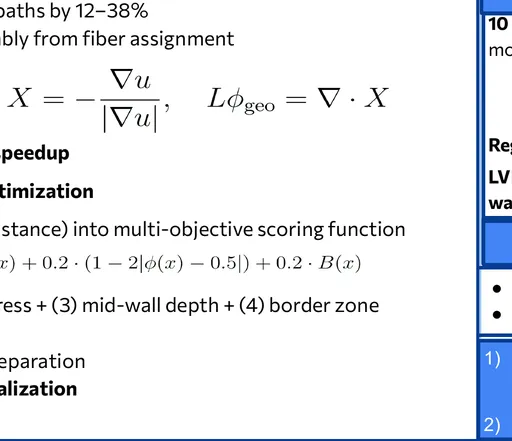 paths by 12–38%
ably from fiber assignment
X = −∇u/|∇u|, Lϕ_geo = ∇ · X
speedup
timization
stance) into multi-objective scoring function
x) + 0.2 · (1 − 2|ϕ(x) − 0.5|) + 0.2 · B(x)
ress + (3) mid-wall depth + (4) border zone
eparation
alization
10
mo
Reg
LV
wa
•
•
1)
2)